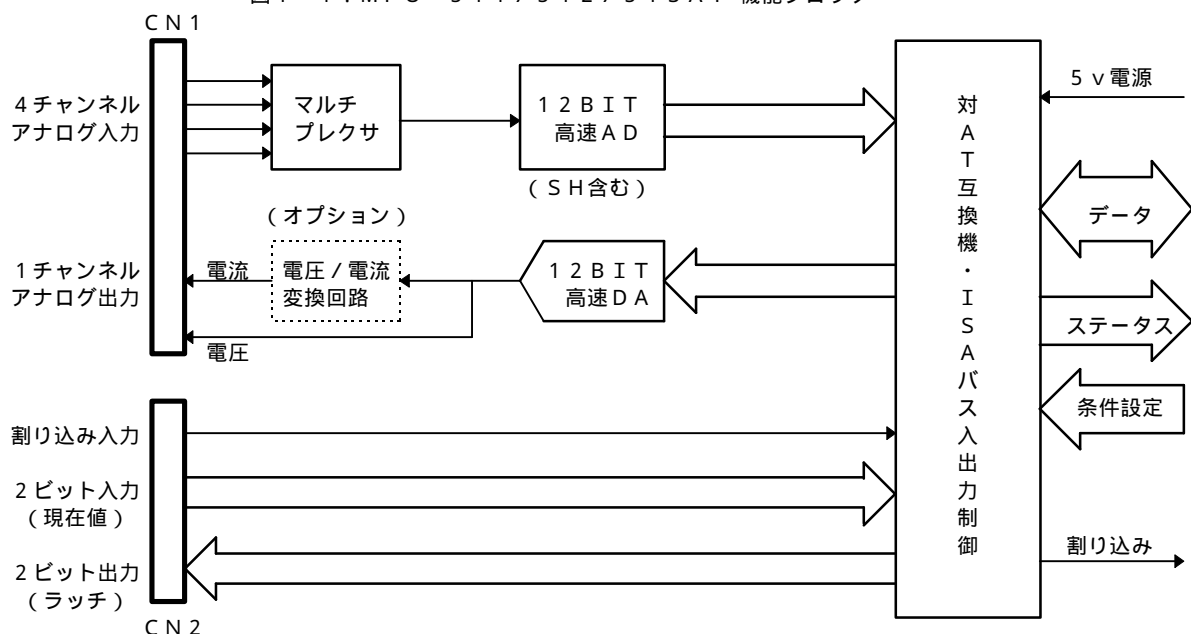 CN1
4チャンネル
アナログ入力
マルチ
プレクサ
12BIT
高速AD
(SH含む)
5v電源
対AT互換機・ISAバス入出力制御
データ
(オプション)
1チャンネル
アナログ出力
電流
電圧/電流
変換回路
12BIT
高速DA
電圧
ステータス
条件設定
割り込み入力
2ビット入力
(現在値)
2ビット出力
(ラッチ)
割り込み
CN2